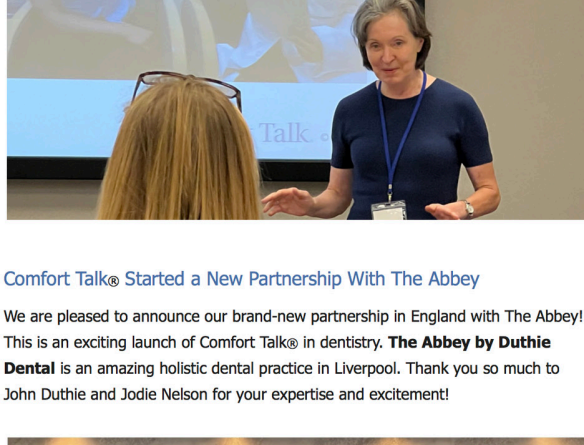 Talk
Comfort Talk® Started a New Partnership With The Abbey
We are pleased to announce our brand-new partnership in England with The Abbey!
This is an exciting launch of Comfort Talk® in dentistry. The Abbey by Duthie
Dental is an amazing holistic dental practice in Liverpool. Thank you so much to
John Duthie and Jodie Nelson for your expertise and excitement!